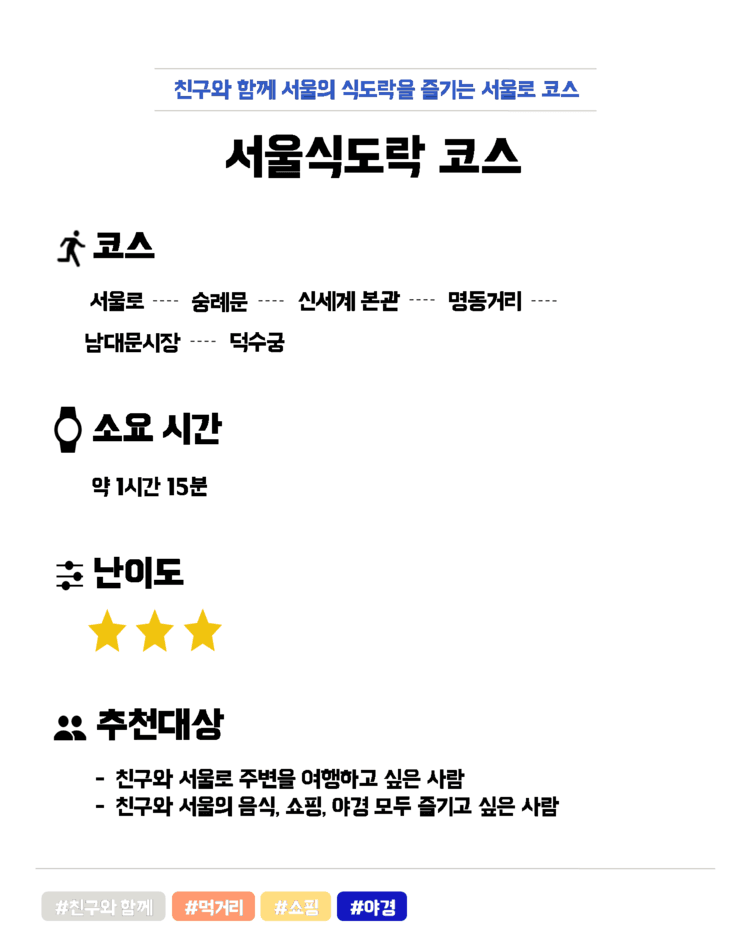 친구와 함께 서울의 식도락을 즐기는 서울로 코스
서울식도락 코스
코스
서울로 ---- 숭례문 ---- 신세계 본관 ---- 명동거리 ----
남대문시장 ---- 덕수궁
소요 시간
약 1시간 15분
난이도
추천대상
- 친구와 서울로 주변을 여행하고 싶은 사람
- 친구와 서울의 음식, 쇼핑, 야경 모두 즐기고 싶은 사람
#친구와 함께 #먹거리 #쇼핑 #야경